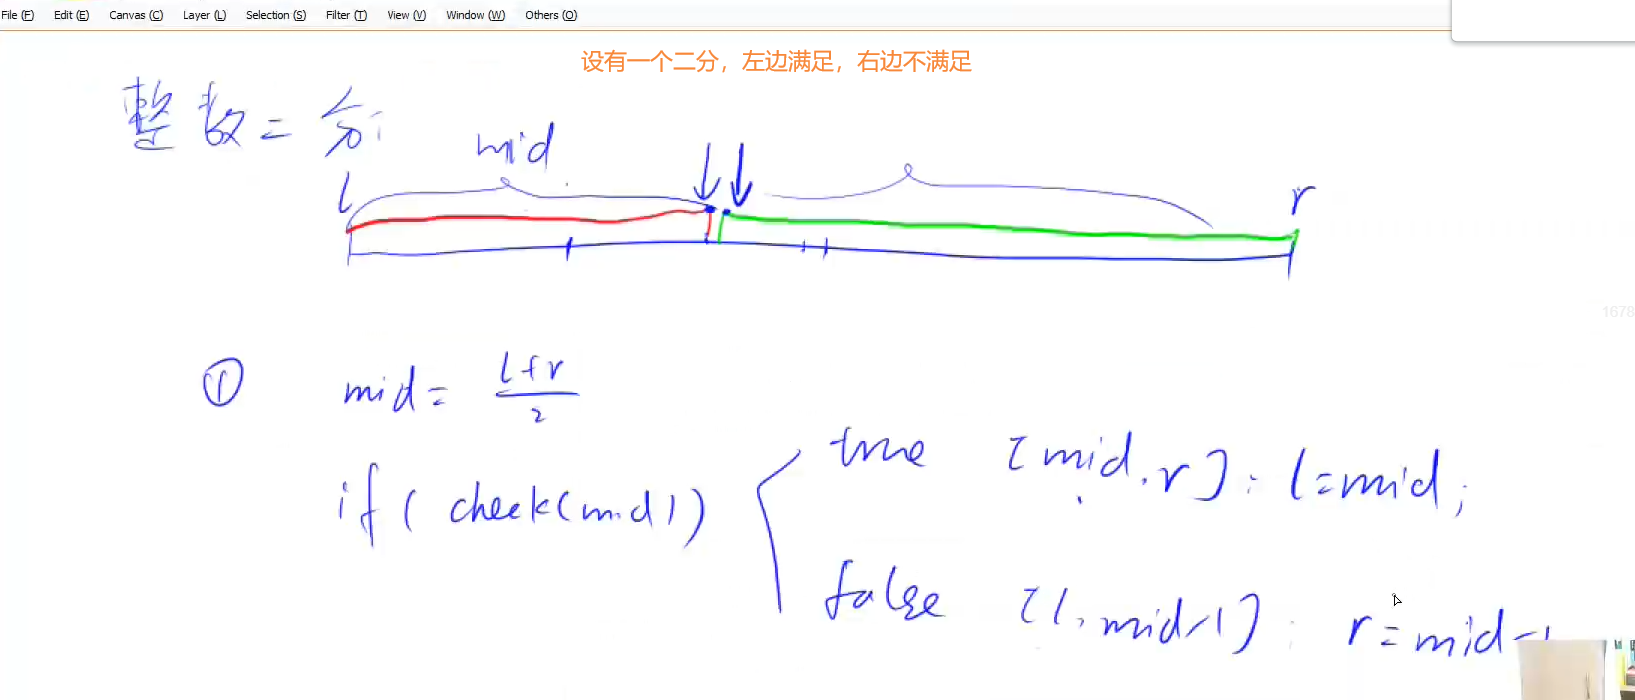 File (F) Edit (E) Canvas (C) Layer (L) Selection (S) Filter (T) View (V) Window (W) Others (O)
设有一个二分，左边满足，右边不满足
整数二分
mid
l
r
1678
① mid = l+r
2
if ( check(mid) )
true [mid, r] : l=mid;
false [l, mid-1] : r=mid-1